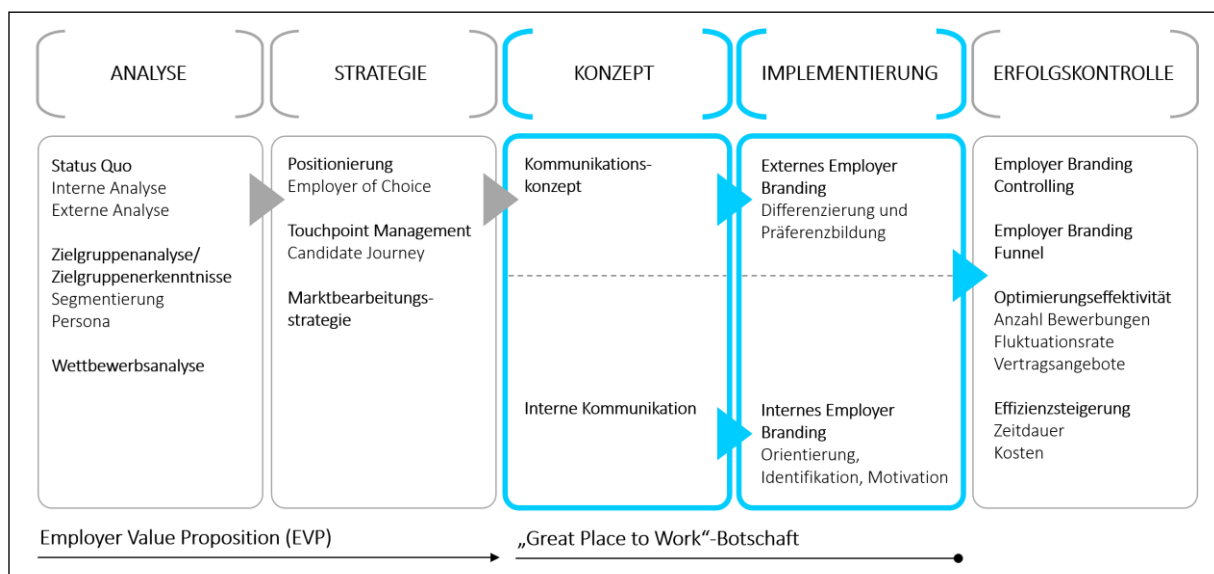 ANALYSE
STRATEGIE
KONZEPT
IMPLEMENTIERUNG
ERFOLGSKONTROLLE
Status Quo
Interne Analyse
Externe Analyse
Zielgruppenanalyse/
Zielgruppenerkenntnisse
Segmentierung
Persona
Wettbewerbsanalyse
Positionierung
Employer of Choice
Touchpoint Management
Candidate Journey
Marktbearbeitungs-
strategie
Kommunikations-
konzept
Interne Kommunikation
Externes Employer
Branding
Differenzierung und
Präferenzbildung
Internes Employer
Branding
Orientierung,
Identifikation, Motivation
Employer Branding
Controlling
Employer Branding
Funnel
Optimierungseffektivität
Anzahl Bewerbungen
Fluktuationsrate
Vertragsangebote
Effizienzsteigerung
Zeitdauer
Kosten
Employer Value Proposition (EVP)
„Great Place to Work“-Botschaft